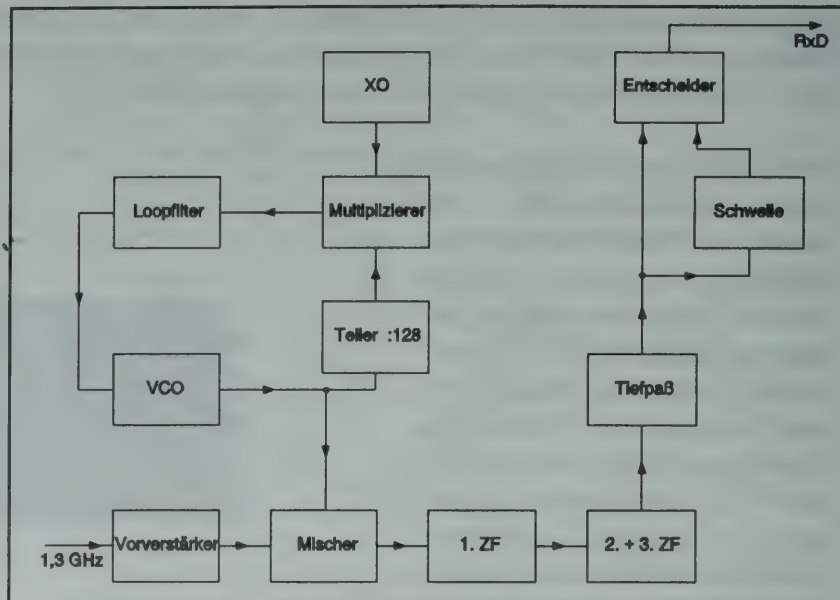 XO
Entscheider
RxD
Loopfilter
Multiplizierer
Schwelle
Teiler :128
VCO
Tiefpaß
1,3 GHz
Vorverstärker
Mischer
1. ZF
2. + 3. ZF